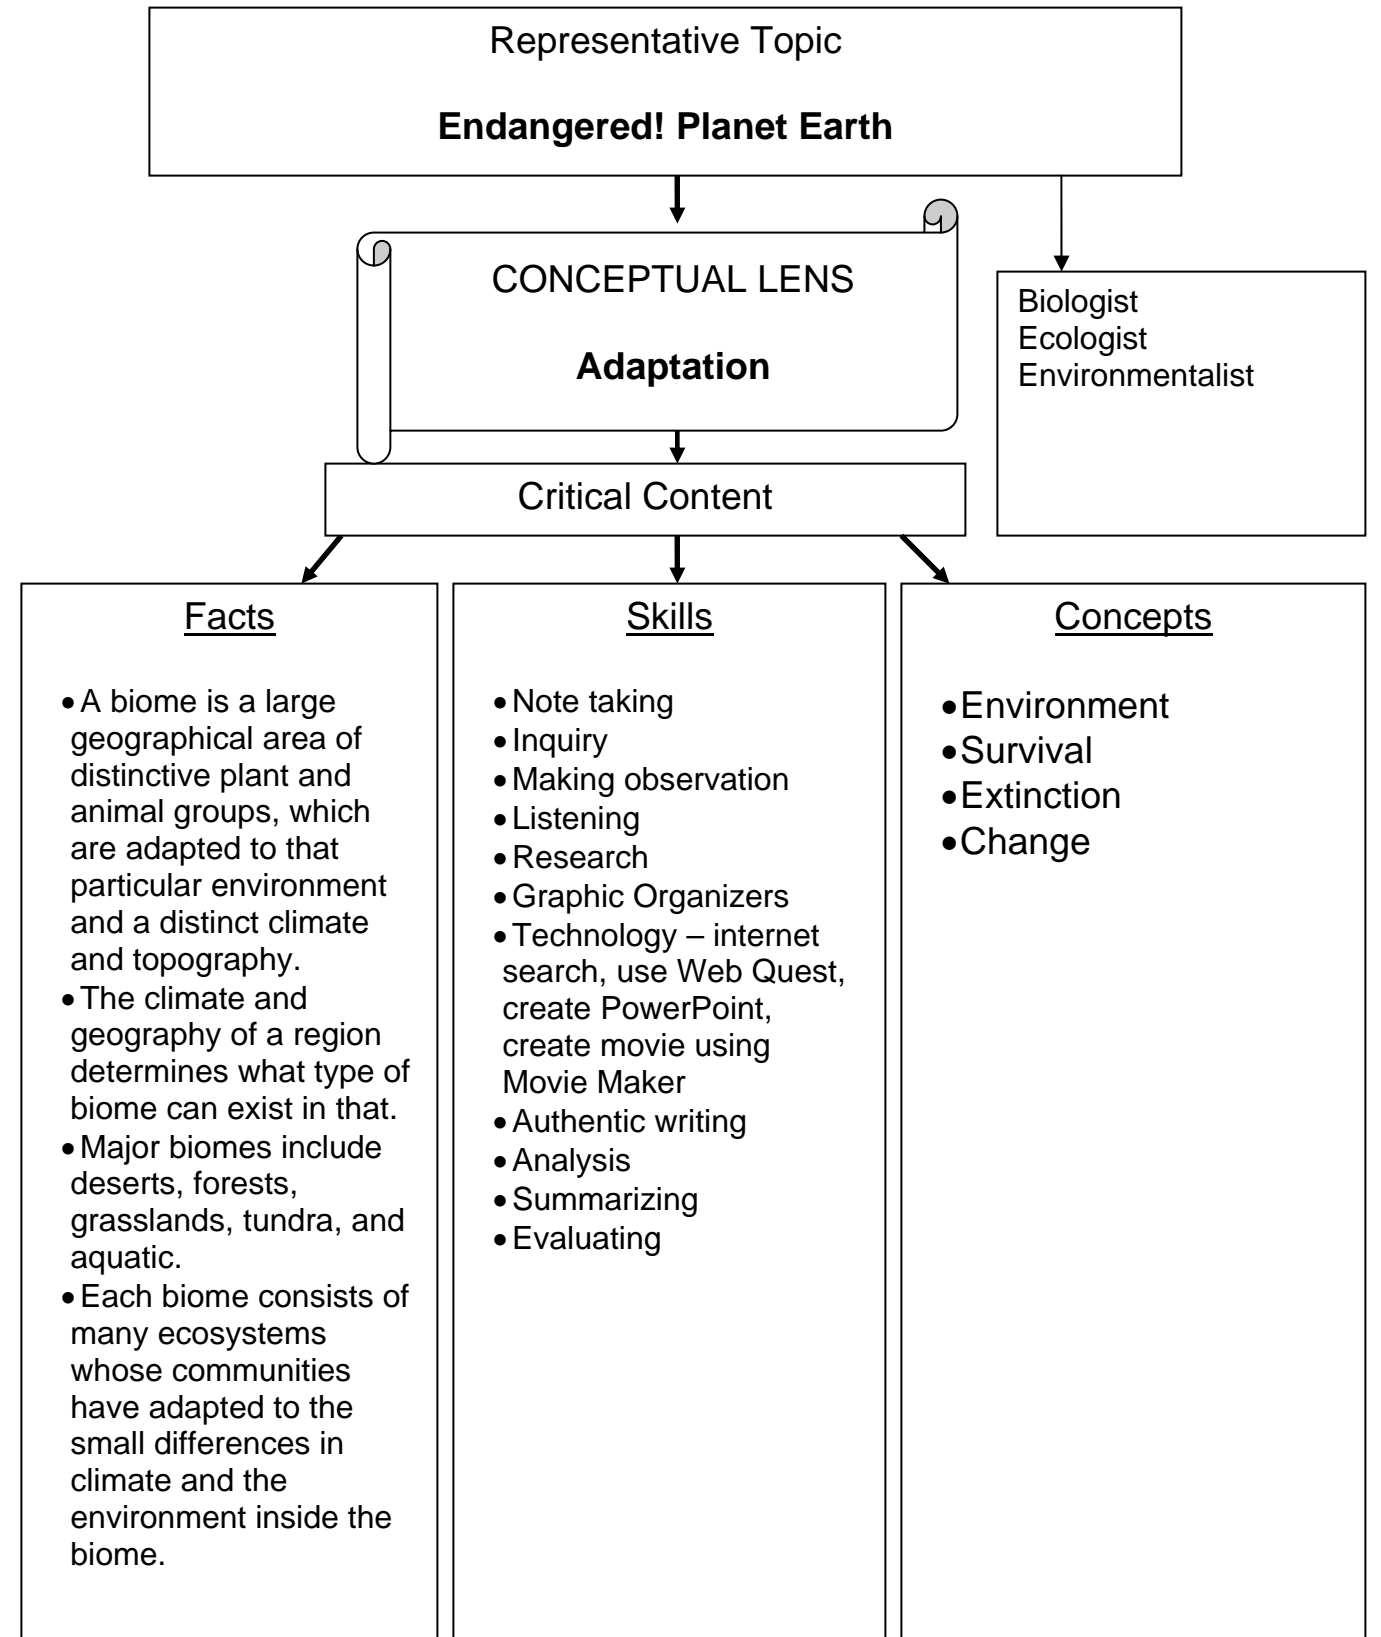 Representative Topic
Endangered! Planet Earth
CONCEPTUAL LENS
Adaptation
Biologist
Ecologist
Environmentalist
Critical Content
Facts
• A biome is a large
geographical area of
distinctive plant and
animal groups, which
are adapted to that
particular environment
and a distinct climate
and topography.
• The climate and
geography of a region
determines what type of
biome can exist in that.
• Major biomes include
deserts, forests,
grasslands, tundra, and
aquatic.
• Each biome consists of
many ecosystems
whose communities
have adapted to the
small differences in
climate and the
environment inside the
biome.
Skills
• Note taking
• Inquiry
• Making observation
• Listening
• Research
• Graphic Organizers
• Technology – internet
search, use Web Quest,
create PowerPoint,
create movie using
Movie Maker
• Authentic writing
• Analysis
• Summarizing
• Evaluating
Concepts
• Environment
• Survival
• Extinction
• Change